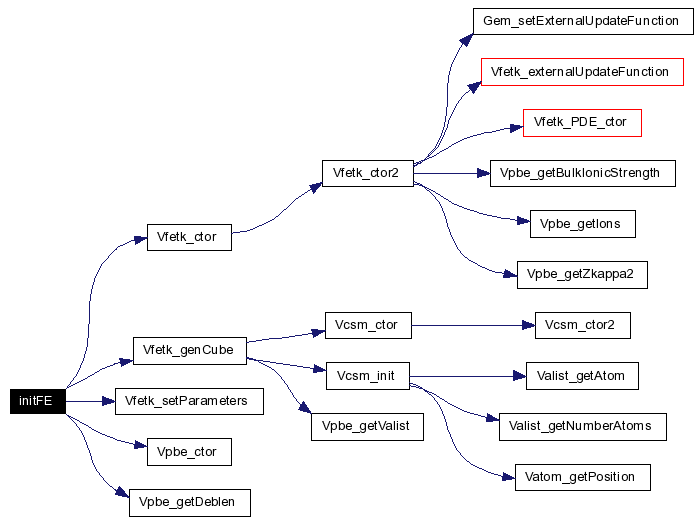 Gem_setExternalUpdateFunction
Vfetk_externalUpdateFunction
Vfetk_PDE_ctor
Vfetk_ctor2
Vpbe_getBulkIonicStrength
Vpbe_getIons
Vfetk_ctor
Vpbe_getZkappa2
Vcsm_ctor
Vcsm_ctor2
Vfetk_genCube
Vcsm_init
Valist_getAtom
initFE
Vfetk_setParameters
Vpbe_getValist
Valist_getNumberAtoms
Vpbe_ctor
Vatom_getPosition
Vpbe_getDeblen